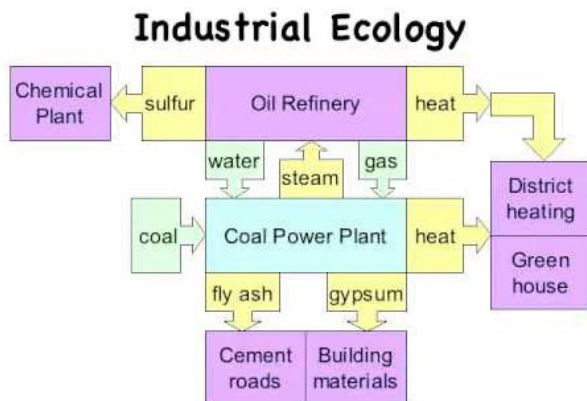 Industrial Ecology
Chemical
Plant
sulfur
Oil Refinery
heat
water
steam
gas
District
heating
coal
Coal Power Plant
heat
Green
house
fly ash
gypsum
Cement
roads
Building
materials